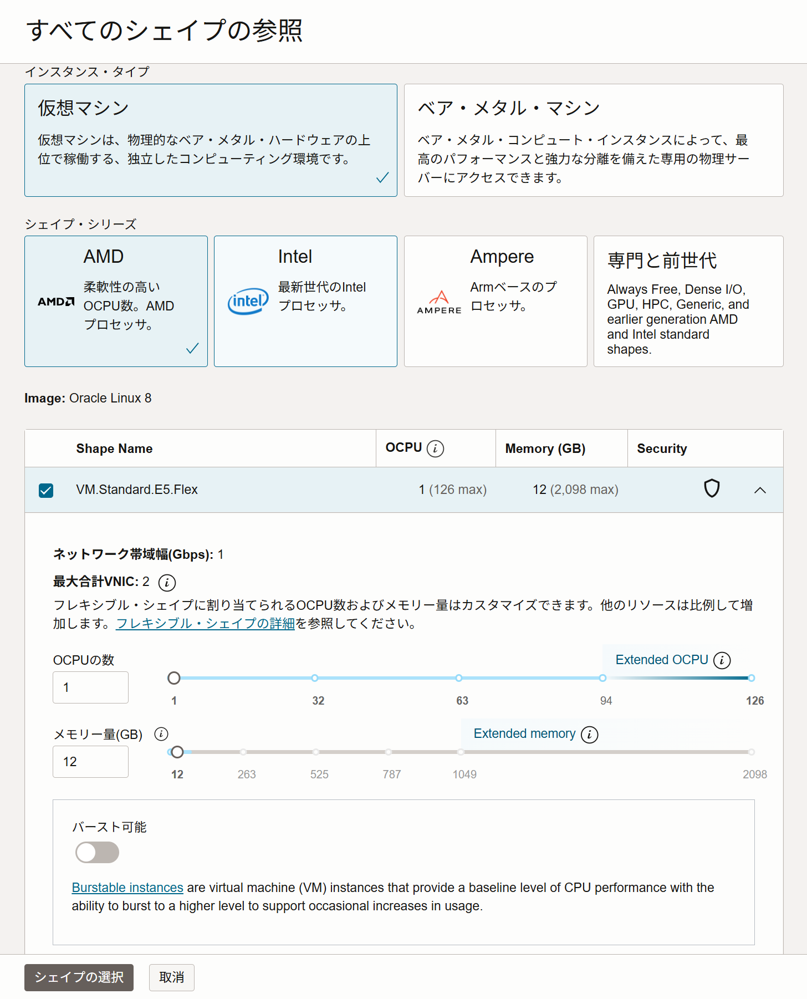 すべてのシェイプの参照
インスタンス・タイプ
仮想マシン
仮想マシンは、物理的なベア・メタル・ハードウェアの上
位で稼働する、独立したコンピューティング環境です。
ベア・メタル・マシン
ベア・メタル・コンピュート・インスタンスによって、最
高のパフォーマンスと強力な分離を備えた専用の物理サー
バーにアクセスできます。
シェイプ・シリーズ
AMD
AMD
柔軟性の高い
OCPU数。AMD
プロセッサ。
Intel
intel
最新世代のIntel
プロセッサ。
Ampere
AMPERE
Armベースのプ
ロセッサ。
専門と前世代
Always Free, Dense I/O,
GPU, HPC, Generic, and
earlier generation AMD
and Intel standard
shapes.
Image: Oracle Linux 8
Shape Name OCPU i Memory (GB) Security
VM.Standard.E5.Flex 1 (126 max) 12 (2,098 max)
ネットワーク帯域幅(Gbps): 1
最大合計VNIC: 2 i
フレキシブル・シェイプに割り当てられるOCPU数およびメモリー量はカスタマイズできます。他のリソースは比例して増
加します。フレキシブル・シェイプの詳細を参照してください。
Extended OCPU i
OCPUの数
1
1 32 63 94 126
Extended memory i
メモリー量(GB) i
12
12 263 525 787 1049 2098
バースト可能
Burstable instances are virtual machine (VM) instances that provide a baseline level of CPU performance with the
ability to burst to a higher level to support occasional increases in usage.
シェイプの選択 取消